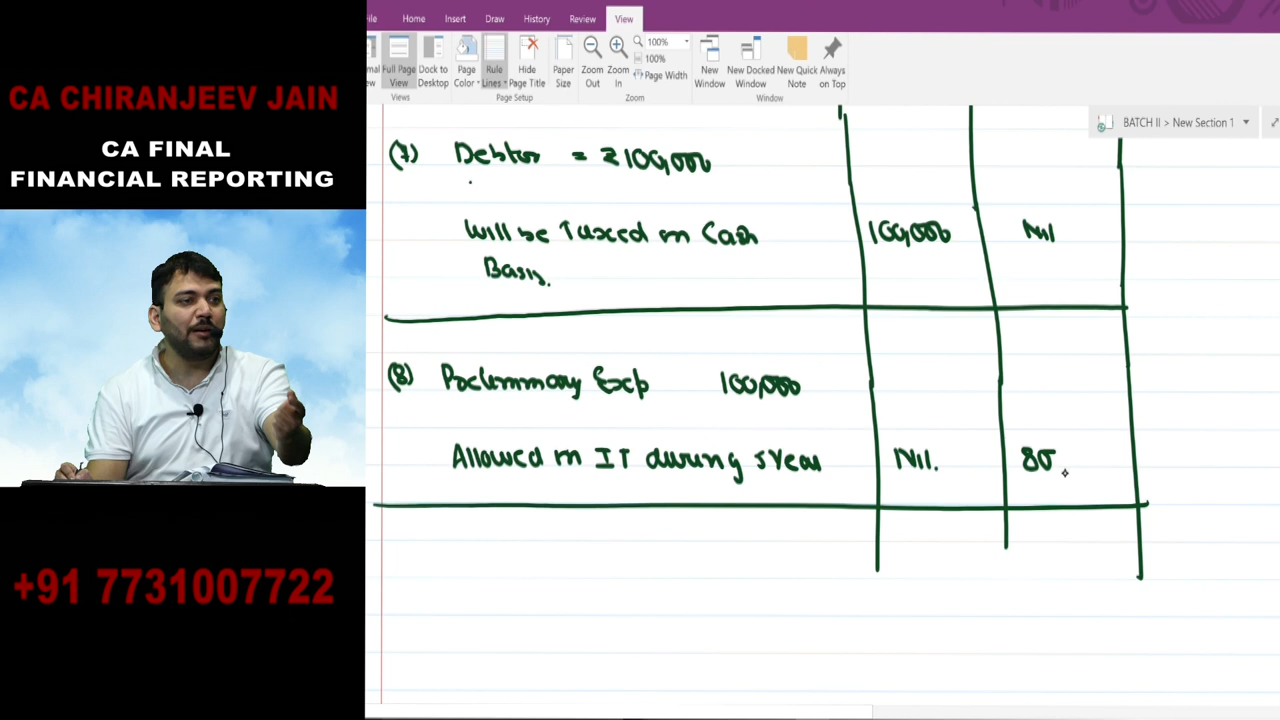 CA CHIRANJEEV JAIN
CA FINAL
FINANCIAL REPORTING
+91 7731007722
Home Insert Draw History Review View
Full Page View
Dock to Desktop
Page Color
Rule Lines
Hide Page Title
Paper Size
Zoom Out
Zoom In
100%
100%
Page Width
New Window
New Docked Window
New Quick Note
Always on Top
Views Page Setup Zoom Window
BATCH II > New Section 1
(7) Debtor = ₹100,000
Will be Taxed on Cash 100,000 Nil
Basis.
(8) Preliminary Exp 100,000
Allowed in IT during 5 Year Nil. 80